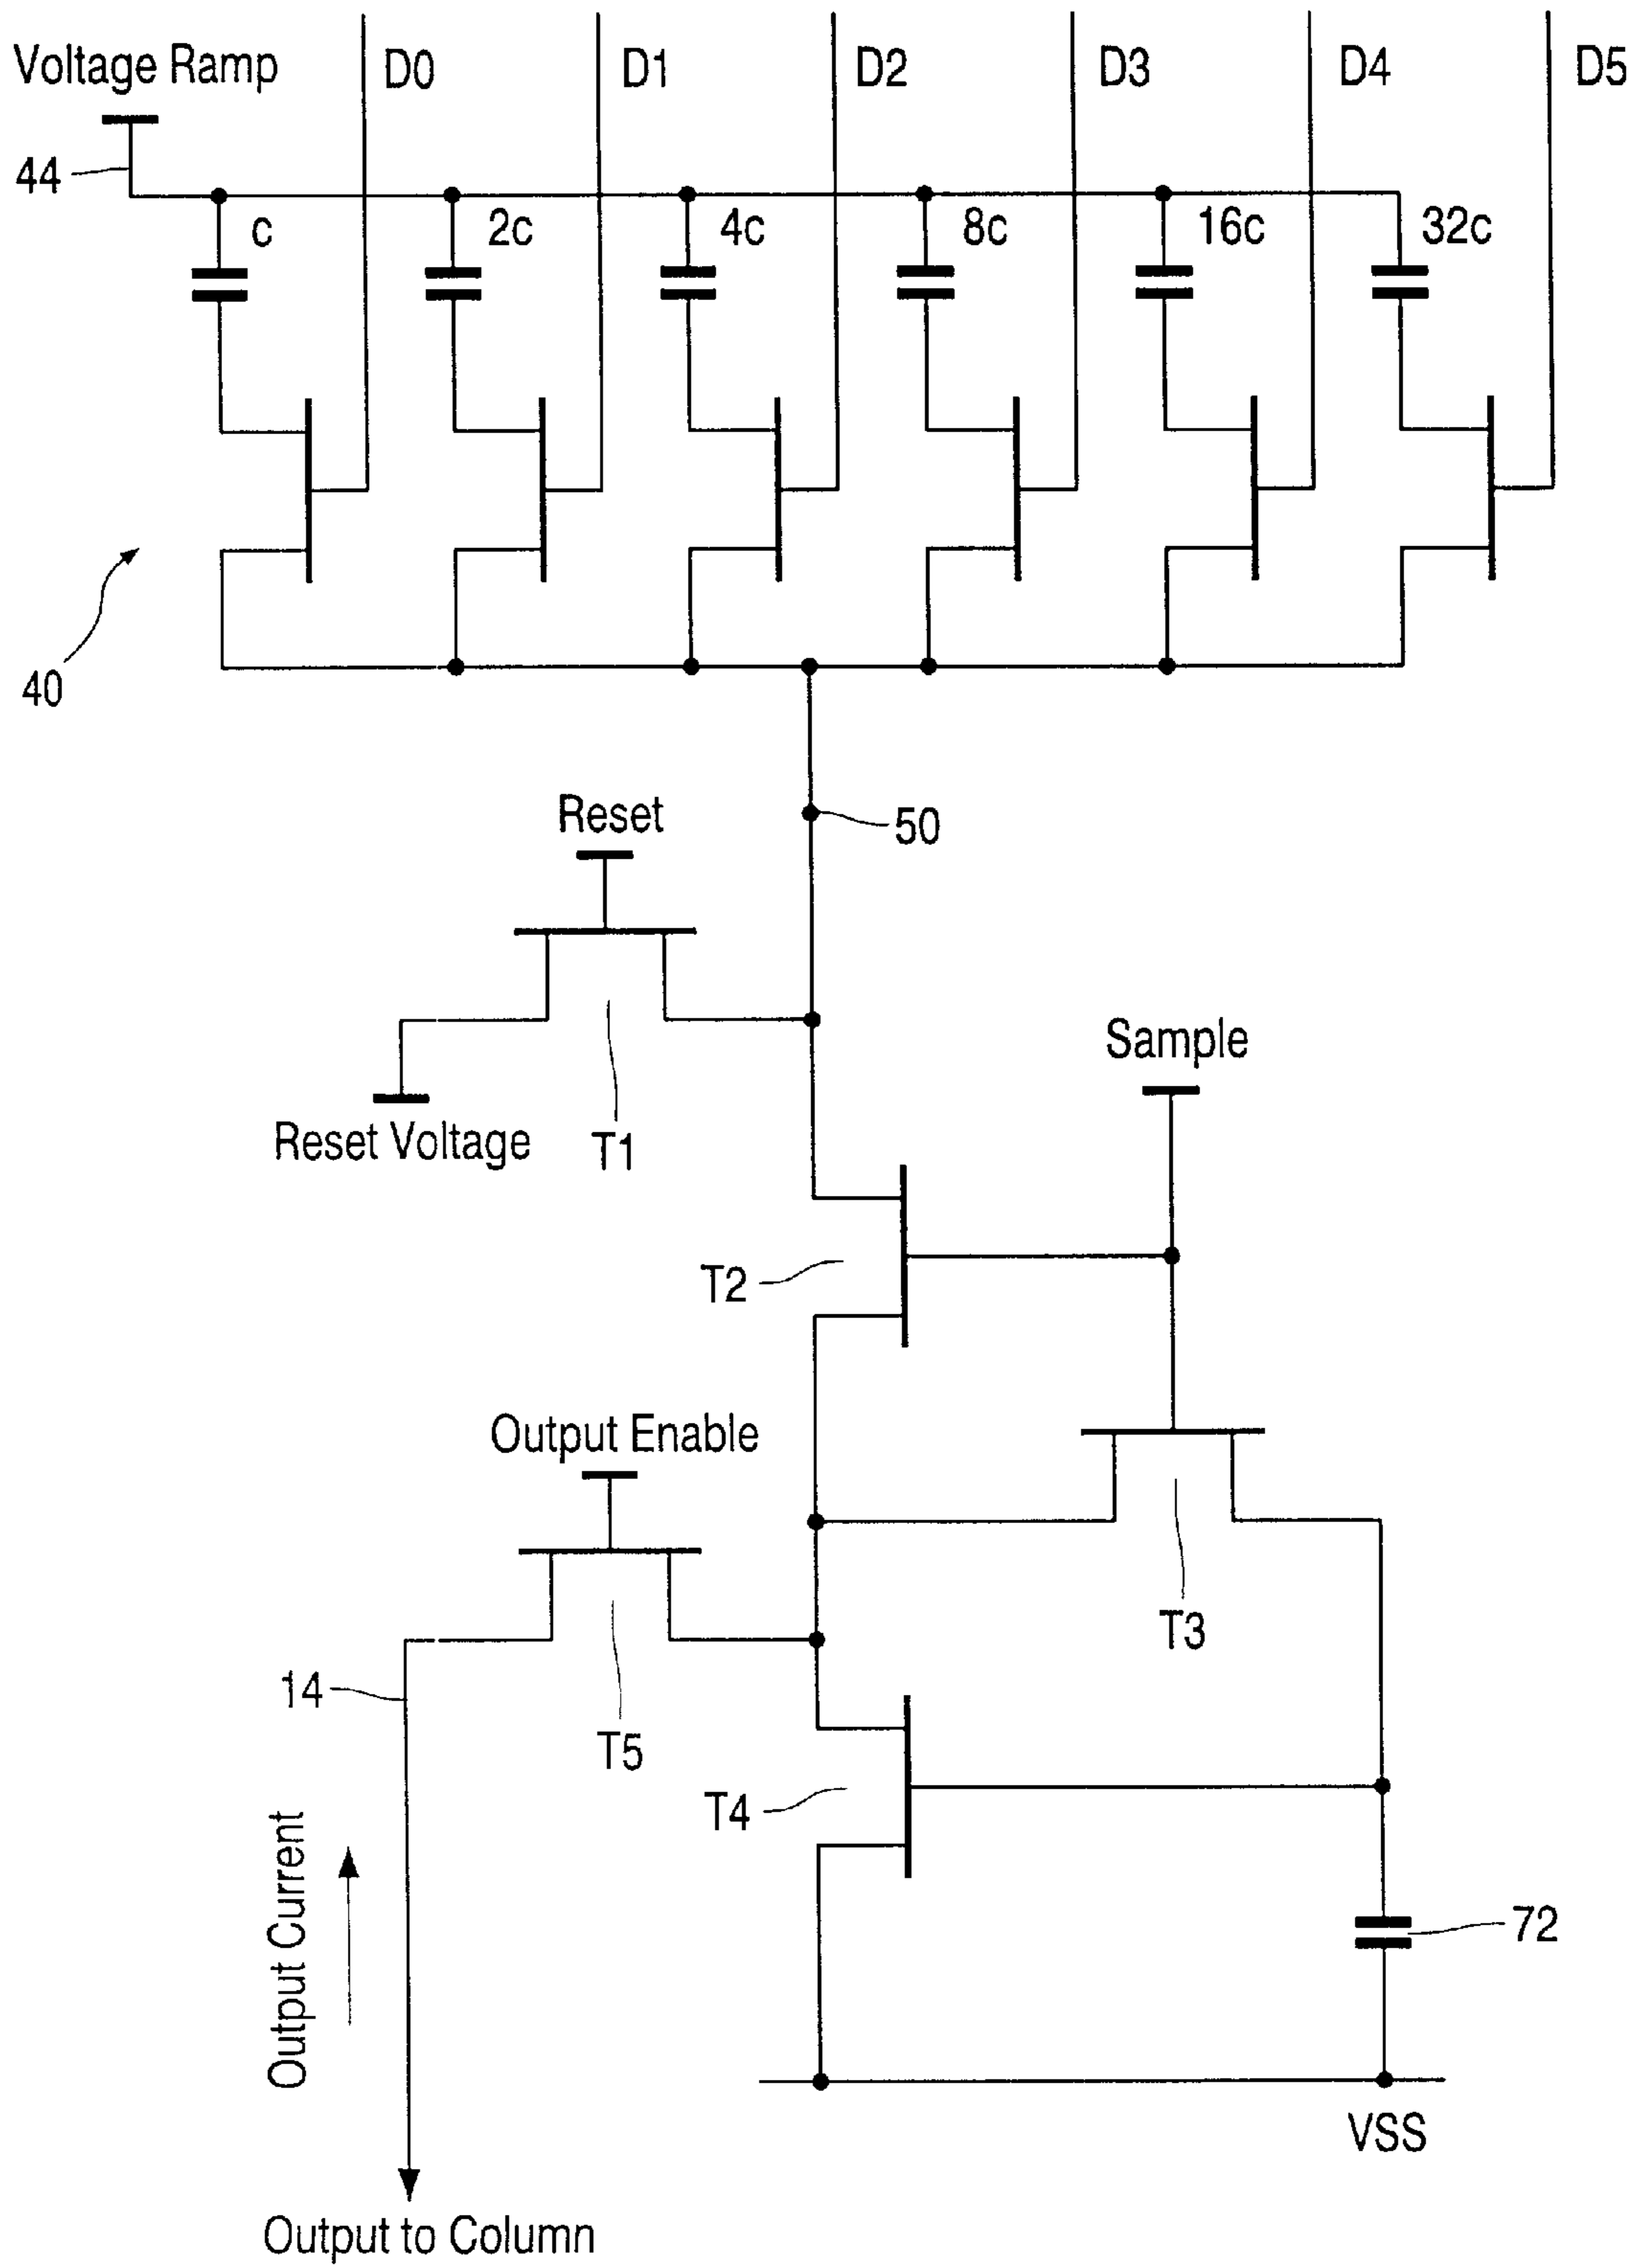 Voltage Ramp
D0
D1
D2
D3
D4
D5
44
c
2c
4c
8c
16c
32c
40
50
Reset
Reset Voltage
T1
Sample
T2
Output Enable
T3
14
T5
T4
Output Current
72
VSS
Output to Column